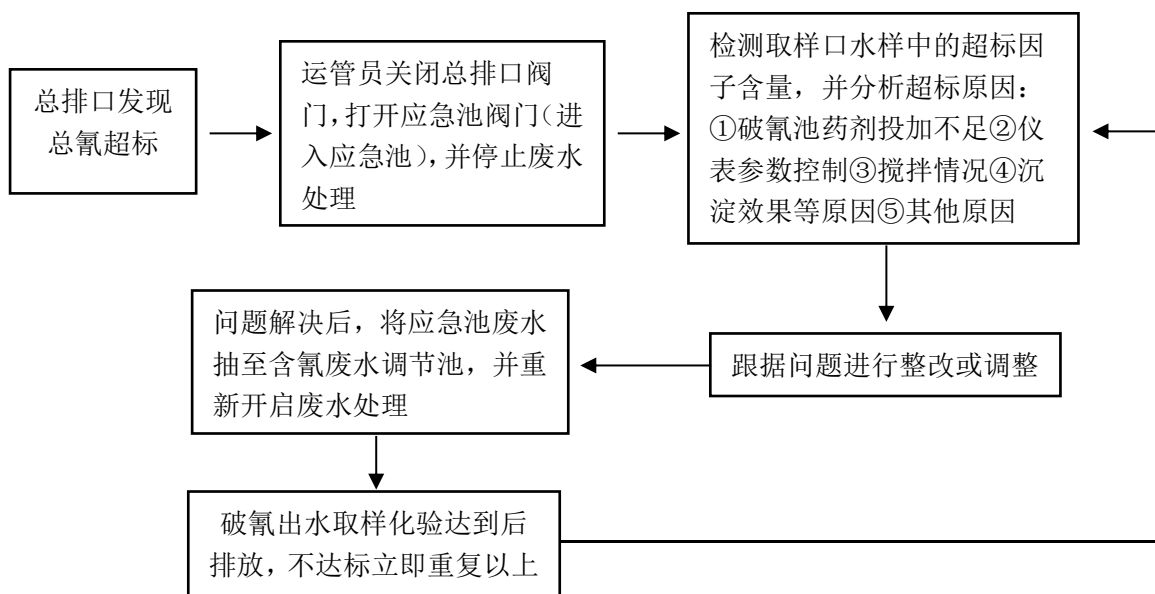 总排口发现
总氰超标
运管员关闭总排口阀
门，打开应急池阀门（进
入应急池），并停止废水
处理
检测取样口水样中的超标因
子含量，并分析超标原因：
①破氰池药剂投加不足②仪
表参数控制③搅拌情况④沉
淀效果等原因⑤其他原因
跟据问题进行整改或调整
问题解决后，将应急池废水
抽至含氰废水调节池，并重
新开启废水处理
破氰出水取样化验达到后
排放，不达标立即重复以上